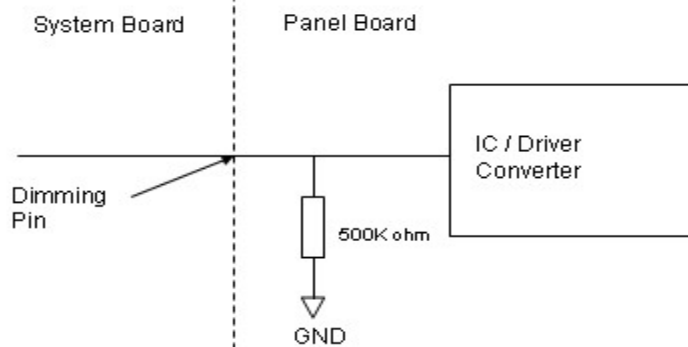 System Board
Panel Board
IC / Driver
Converter
Dimming
Pin
500K ohm
GND